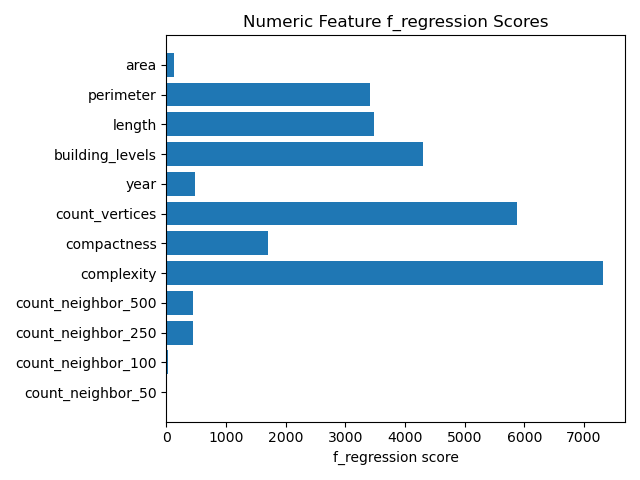 Numeric Feature f_regression Scores
area
perimeter
length
building_levels
year
count_vertices
compactness
complexity
count_neighbor_500
count_neighbor_250
count_neighbor_100
count_neighbor_50
0 1000 2000 3000 4000 5000 6000 7000
f_regression score